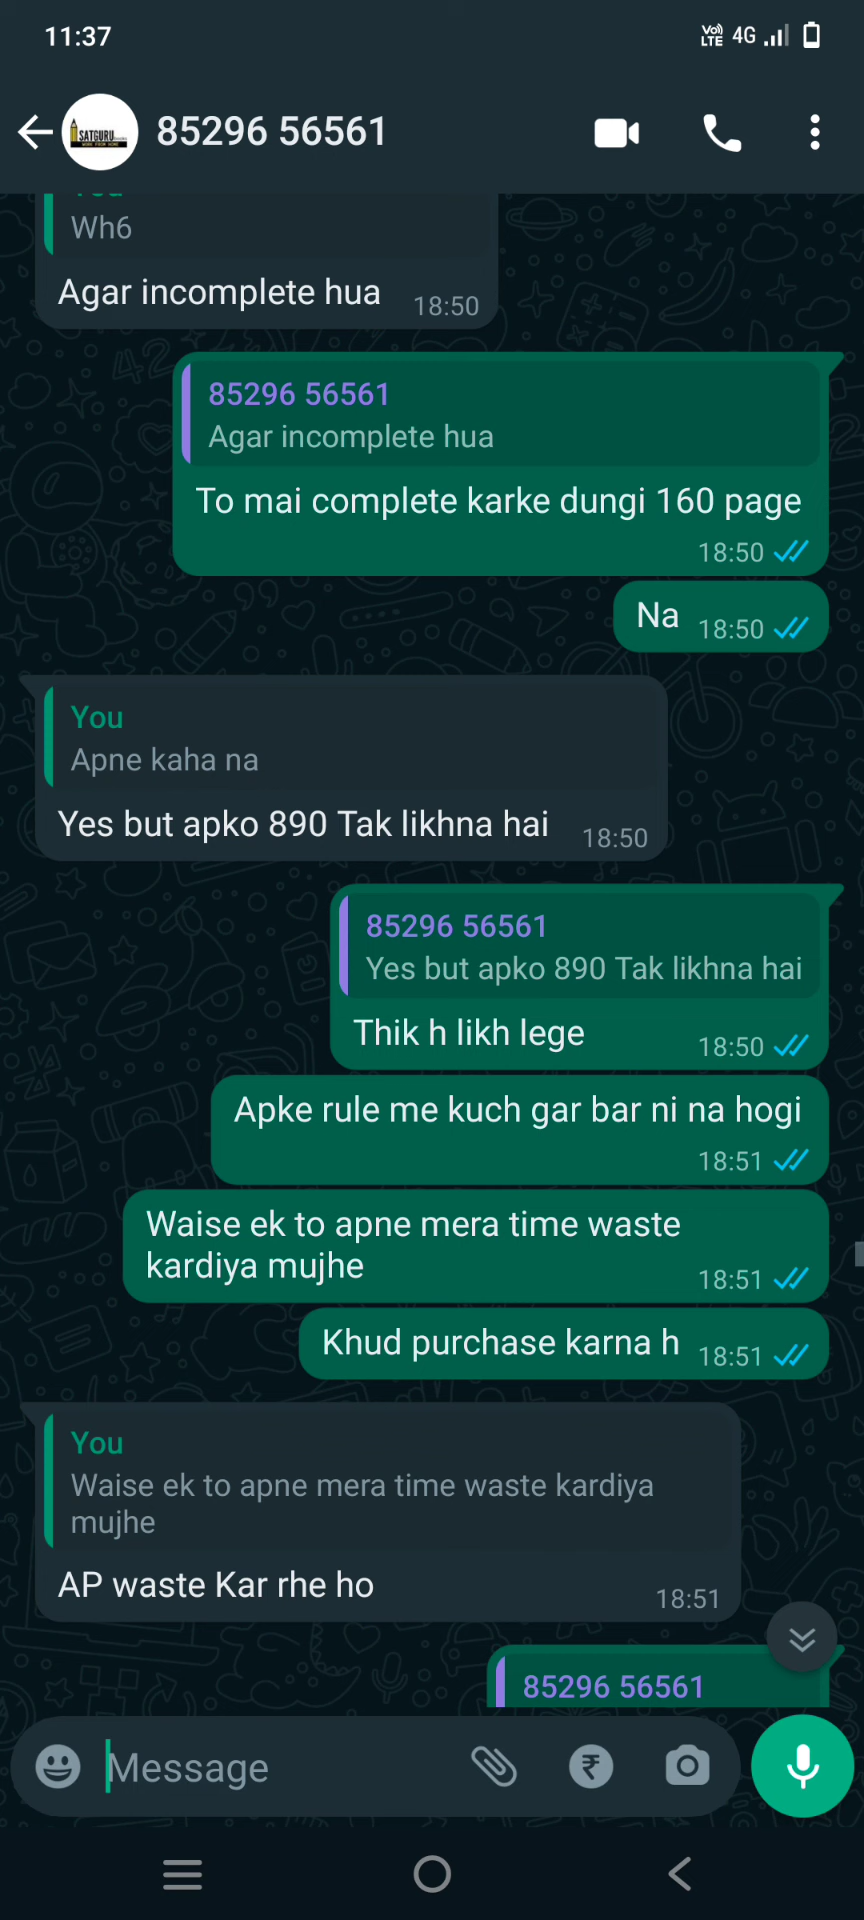 11:37
Vo) LTE 4G
SATGURU
85296 56561
You
Wh6
Agar incomplete hua 18:50
85296 56561
Agar incomplete hua
To mai complete karke dungi 160 page
18:50
Na 18:50
You
Apne kaha na
Yes but apko 890 Tak likhna hai 18:50
85296 56561
Yes but apko 890 Tak likhna hai
Thik h likh lege 18:50
Apke rule me kuch gar bar ni na hogi
18:51
Waise ek to apne mera time waste
kardiya mujhe 18:51
Khud purchase karna h 18:51
You
Waise ek to apne mera time waste kardiya
mujhe
AP waste Kar rhe ho 18:51
85296 56561
Message